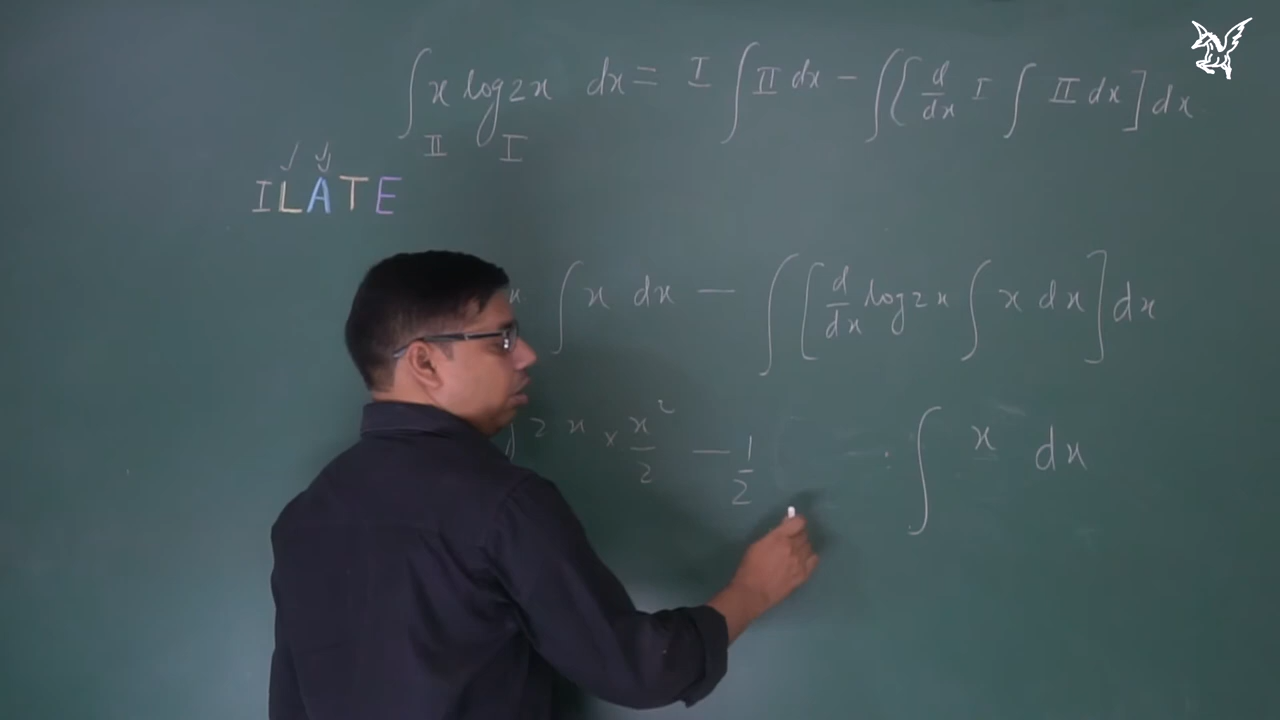 ∫ x log 2x dx = I ∫ II dx − ∫ [ d/dx I ∫ II dx ] dx
II I
ILATE
x ∫ x dx − ∫ [ d/dx log 2x ∫ x dx ] dx
2x × x²/2 − 1/2 ∫ x dx